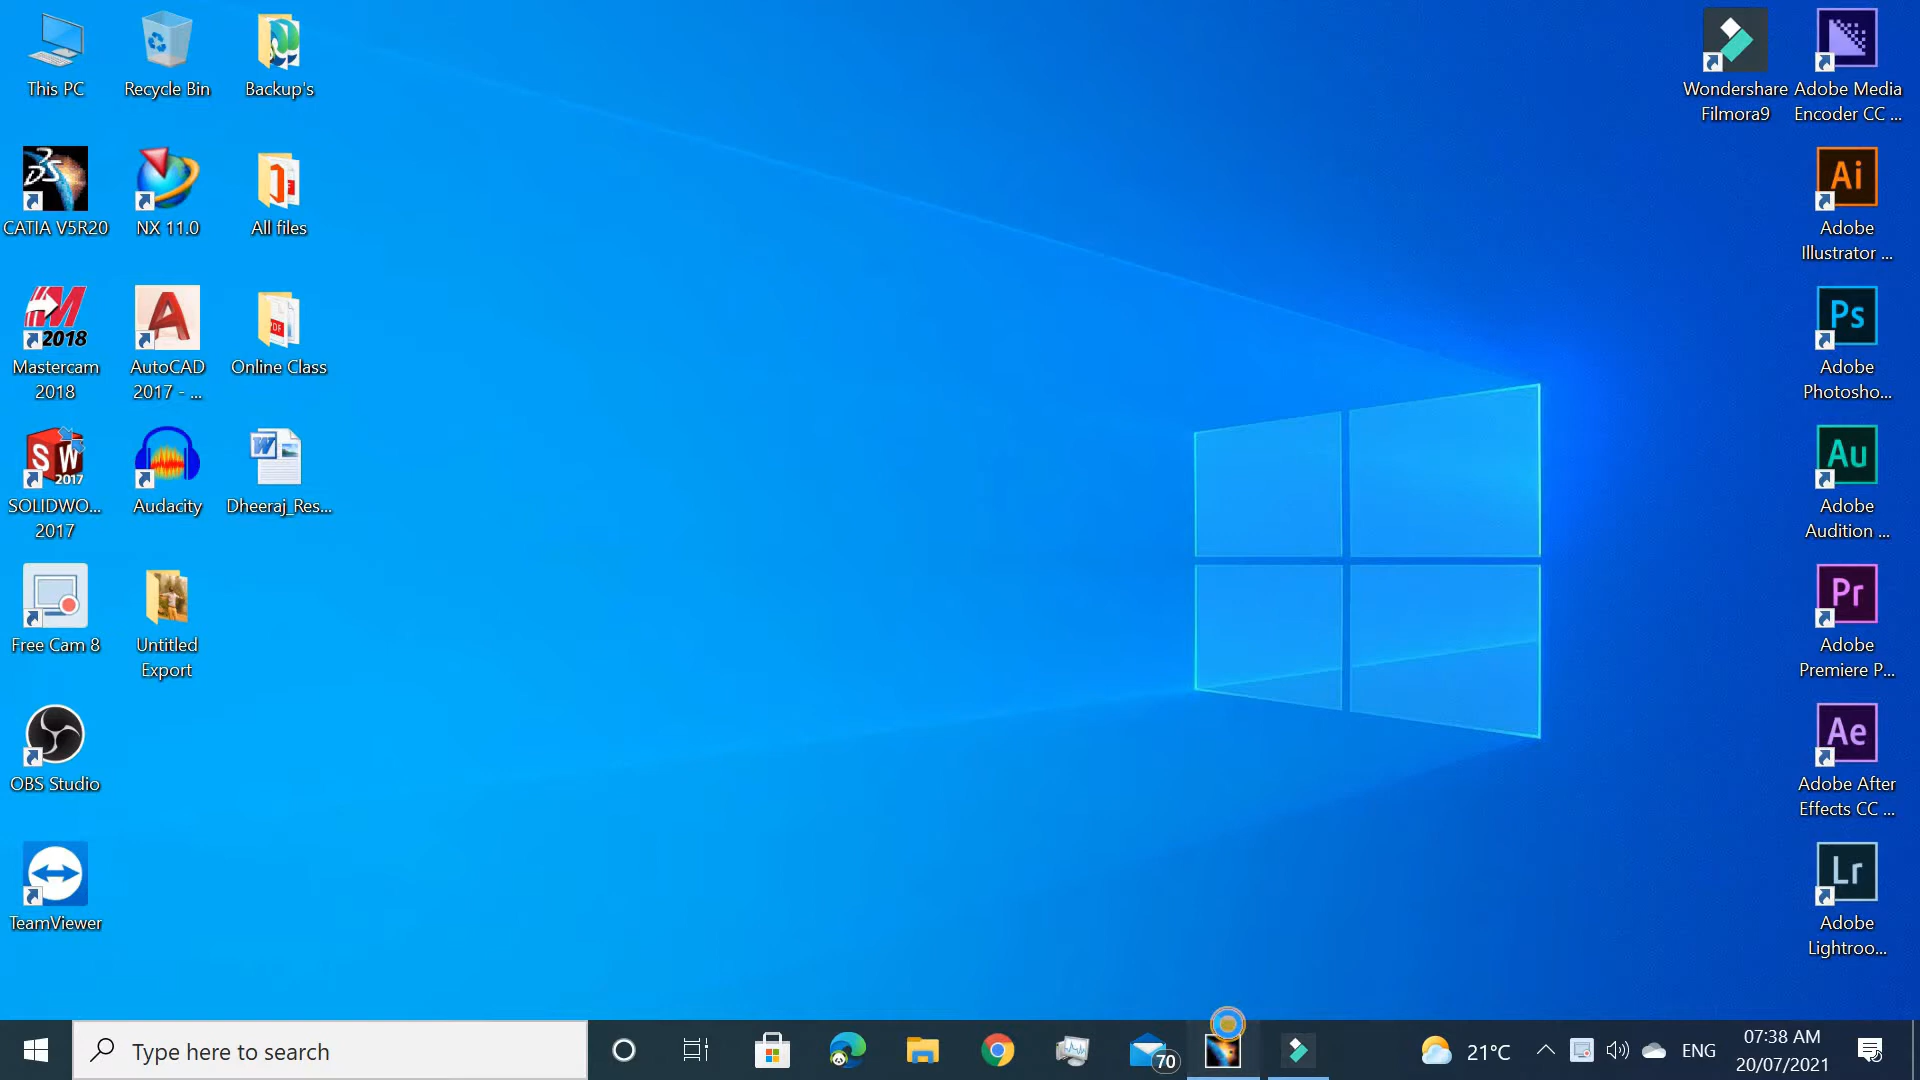 This PC
Recycle Bin
Backup's
CATIA V5R20
NX 11.0
All files
2018
Mastercam
2018
AutoCAD
2017 - ...
PDF
Online Class
SW
2017
SOLIDWO...
2017
Audacity
Dheeraj_Res...
Free Cam 8
Untitled
Export
OBS Studio
TeamViewer
Wondershare
Filmora9
Adobe Media
Encoder CC ...
Ai
Adobe
Illustrator ...
Ps
Adobe
Photosho...
Au
Adobe
Audition ...
Pr
Adobe
Premiere P...
Ae
Adobe After
Effects CC ...
Lr
Adobe
Lightroo...
Type here to search
70
21°C
ENG
07:38 AM
20/07/2021